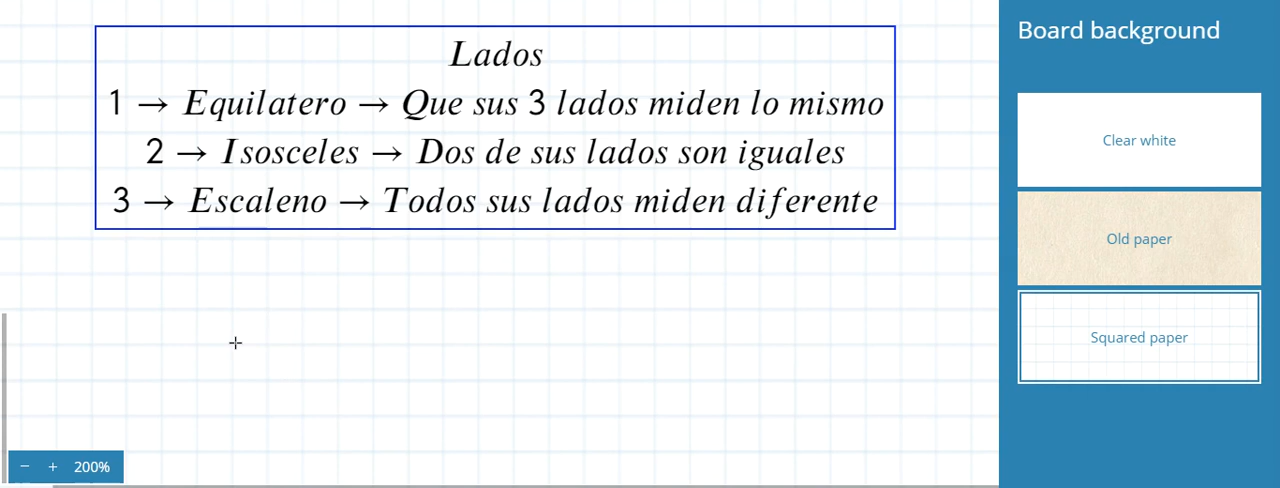 Lados
1 → Equilatero → Que sus 3 lados miden lo mismo
2 → Isosceles → Dos de sus lados son iguales
3 → Escaleno → Todos sus lados miden diferente
Board background
Clear white
Old paper
Squared paper
− + 200%